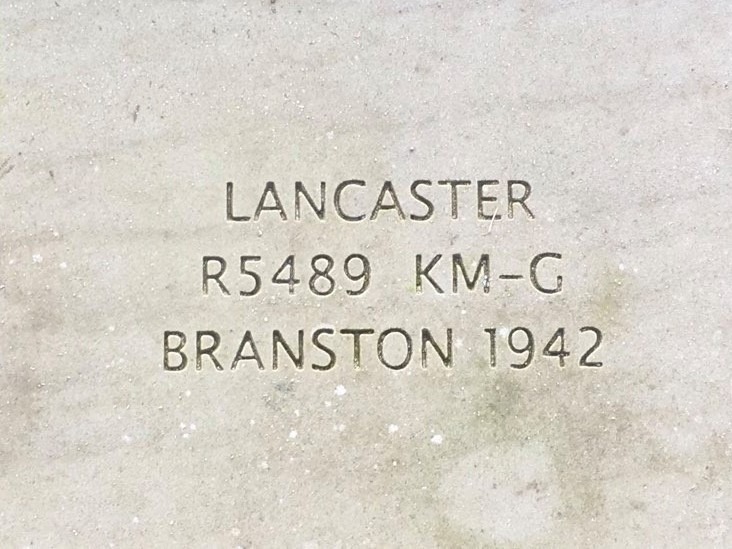 LANCASTER
R5489 KM-G
BRANSTON 1942